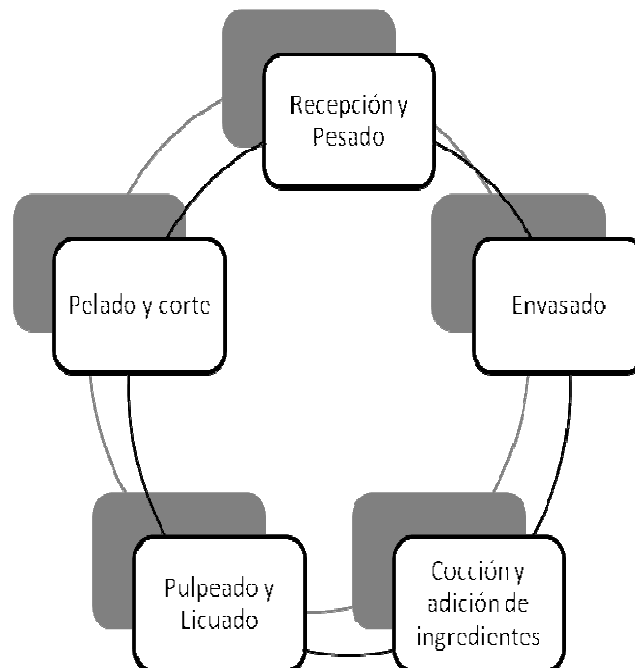 Recepción y
Pesado
Pelado y corte
Envasado
Pulpeado y
Licuado
Cocción y
adición de
ingredientes